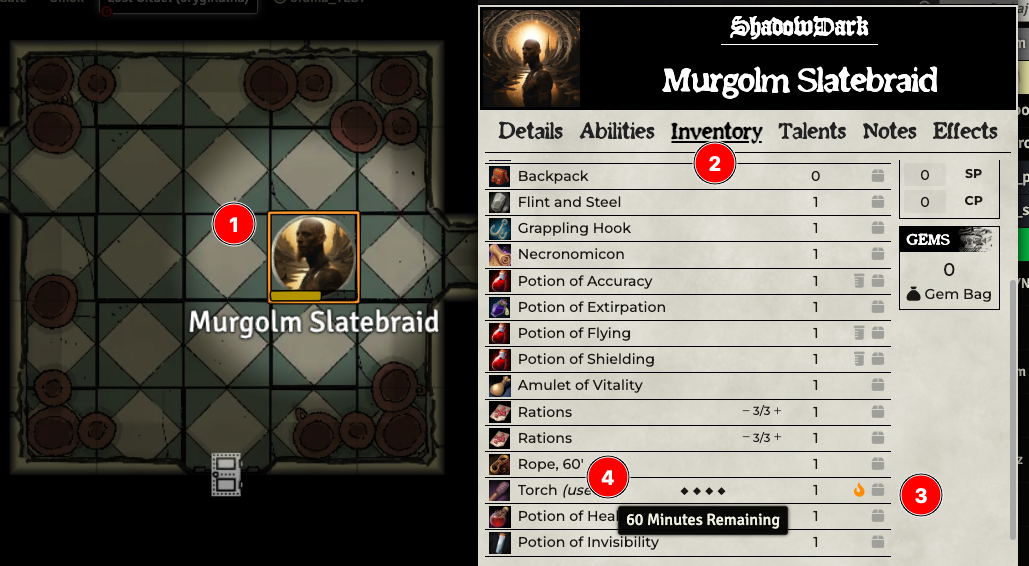 ShadowDark
Murgolm Slatebraid
Details Abilities Inventory Talents Notes Effects
1
2
Backpack 0
SP 0
Flint and Steel 1
CP 0
Grappling Hook 1
GEMS
Necronomicon 1
0
Potion of Accuracy 1
Gem Bag
Potion of Extirpation 1
Murgolm Slatebraid
Potion of Flying 1
Potion of Shielding 1
Amulet of Vitality 1
Rations − 3/3 + 1
Rations − 3/3 + 1
Rope, 60' 1
4
Torch (use 1
3
Potion of Hea 1
60 Minutes Remaining
Potion of Invisibility 1